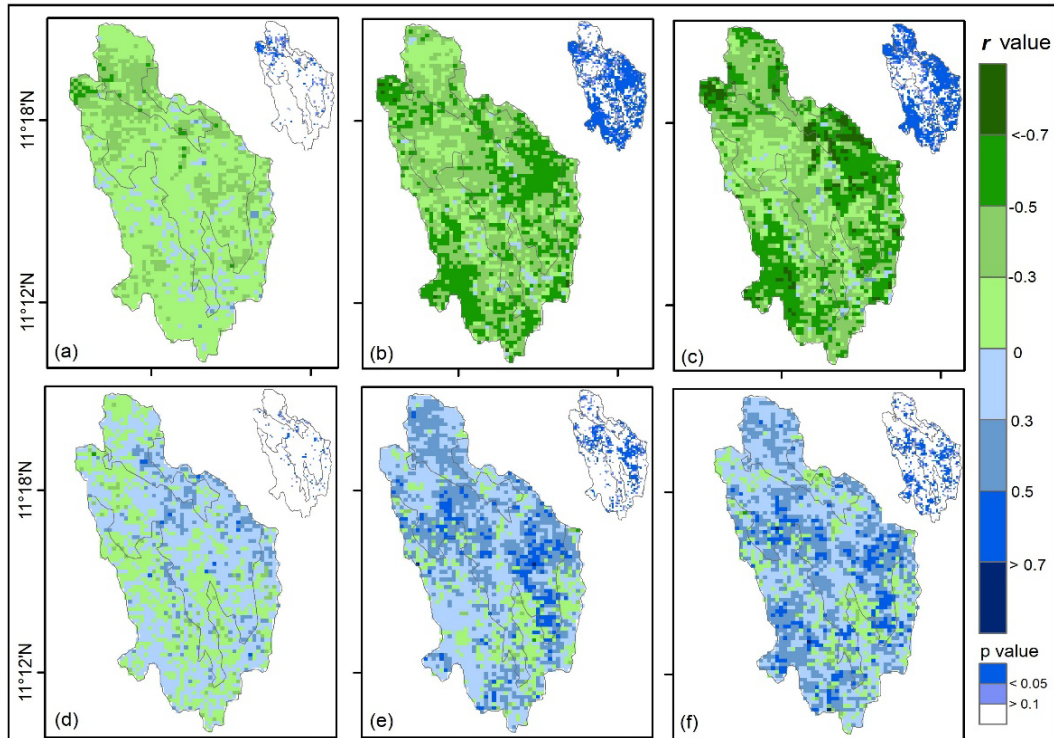 r value
<-0.7
-0.5
-0.3
0
0.3
0.5
> 0.7
p value
< 0.05
> 0.1
11°18'N
11°12'N
(a)
(b)
(c)
11°18'N
11°12'N
(d)
(e)
(f)